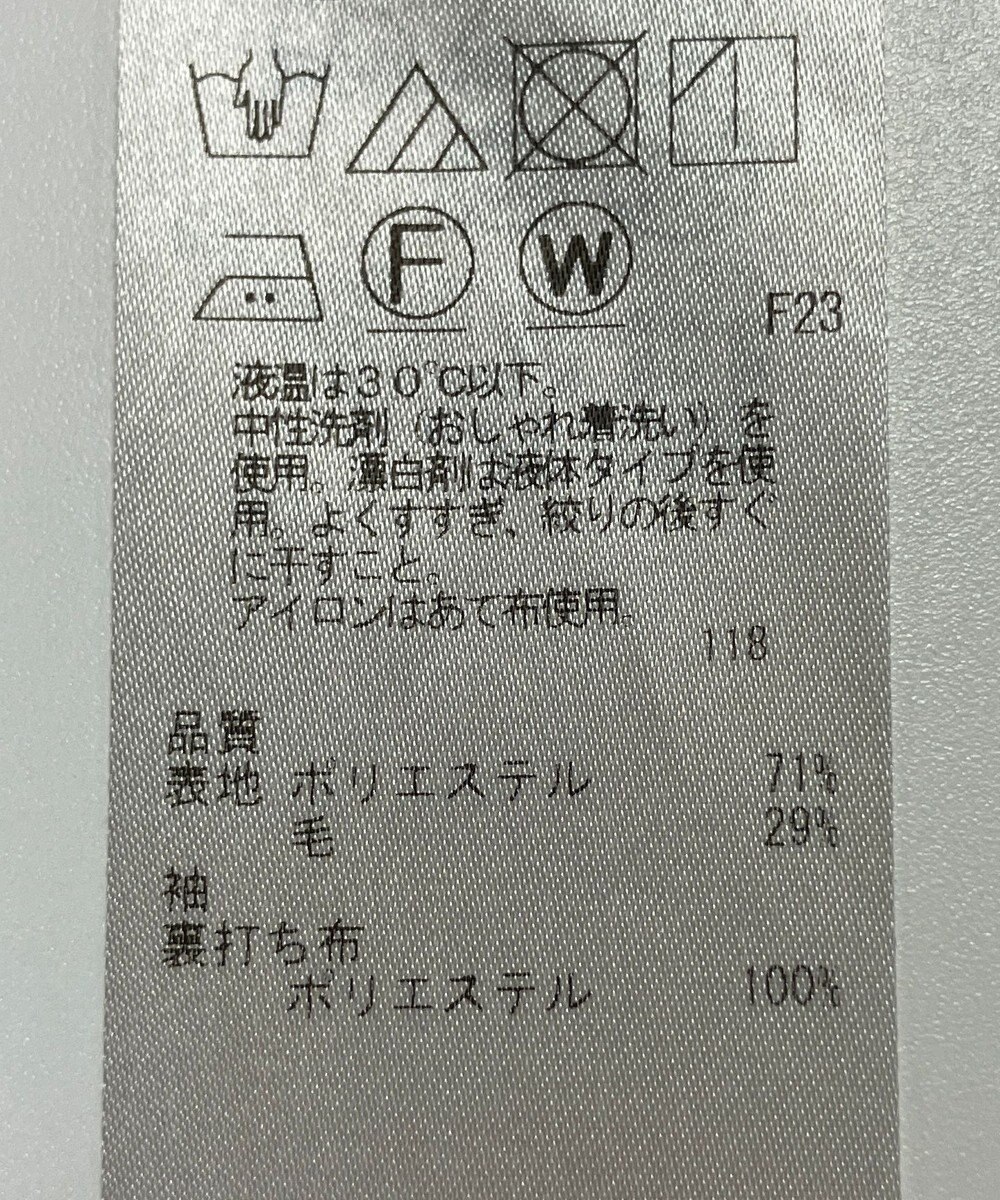 F W
F23
液温は30℃以下。
中性洗剤（おしゃれ着洗い）を
使用。漂白剤は液体タイプを使
用。よくすすぎ、絞りの後すぐ
に干すこと。
アイロンはあて布使用。
118
品質
表地 ポリエステル 71%
毛 29%
袖
裏打ち布
ポリエステル 100%